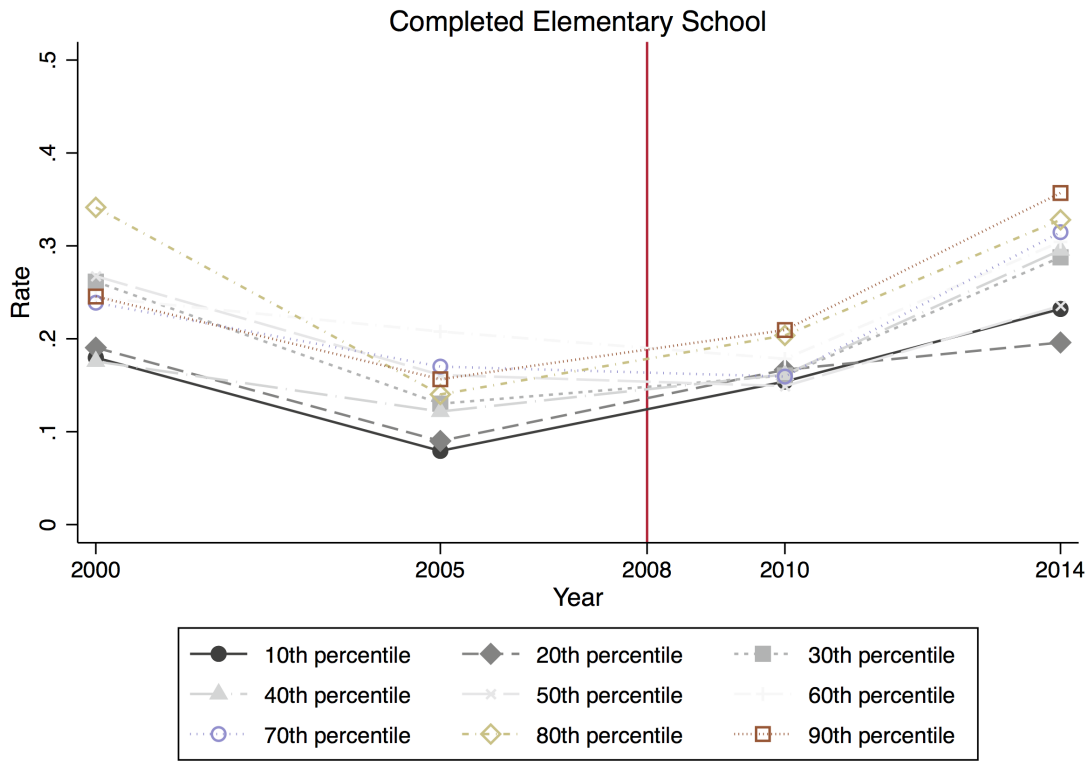 Completed Elementary School
.5
.4
.3
.2
.1
0
Rate
2000 2005 2008 2010 2014
Year
10th percentile 20th percentile 30th percentile
40th percentile 50th percentile 60th percentile
70th percentile 80th percentile 90th percentile